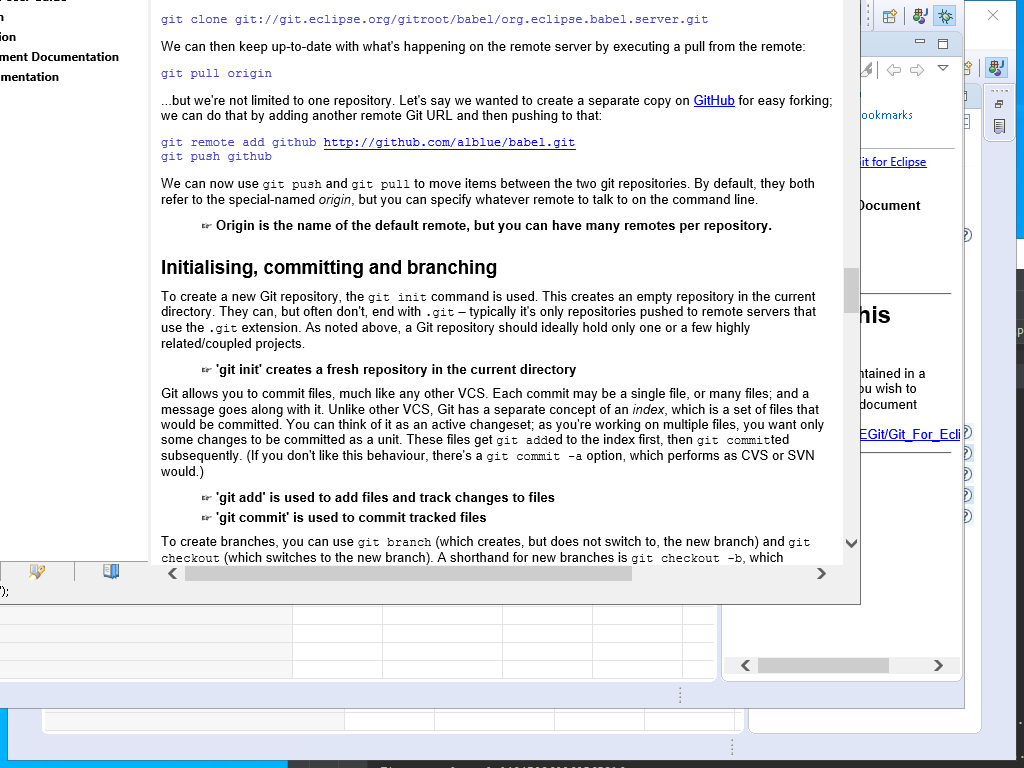 ion
ment Documentation
mentation
git clone git://git.eclipse.org/gitroot/babel/org.eclipse.babel.server.git
We can then keep up-to-date with what's happening on the remote server by executing a pull from the remote:
git pull origin
...but we're not limited to one repository. Let's say we wanted to create a separate copy on GitHub for easy forking;
we can do that by adding another remote Git URL and then pushing to that:
git remote add github http://github.com/alblue/babel.git
git push github
We can now use git push and git pull to move items between the two git repositories. By default, they both
refer to the special-named origin, but you can specify whatever remote to talk to on the command line.
☞ Origin is the name of the default remote, but you can have many remotes per repository.
Initialising, committing and branching
To create a new Git repository, the git init command is used. This creates an empty repository in the current
directory. They can, but often don't, end with .git – typically it's only repositories pushed to remote servers that
use the .git extension. As noted above, a Git repository should ideally hold only one or a few highly
related/coupled projects.
☞ 'git init' creates a fresh repository in the current directory
Git allows you to commit files, much like any other VCS. Each commit may be a single file, or many files; and a
message goes along with it. Unlike other VCS, Git has a separate concept of an index, which is a set of files that
would be committed. You can think of it as an active changeset; as you're working on multiple files, you want only
some changes to be committed as a unit. These files get git added to the index first, then git committed
subsequently. (If you don't like this behaviour, there's a git commit -a option, which performs as CVS or SVN
would.)
☞ 'git add' is used to add files and track changes to files
☞ 'git commit' is used to commit tracked files
To create branches, you can use git branch (which creates, but does not switch to, the new branch) and git
checkout (which switches to the new branch). A shorthand for new branches is git checkout -b, which
');
ookmarks
it for Eclipse
Document
his
ntained in a
ou wish to
document
EGit/Git_For_Ecli